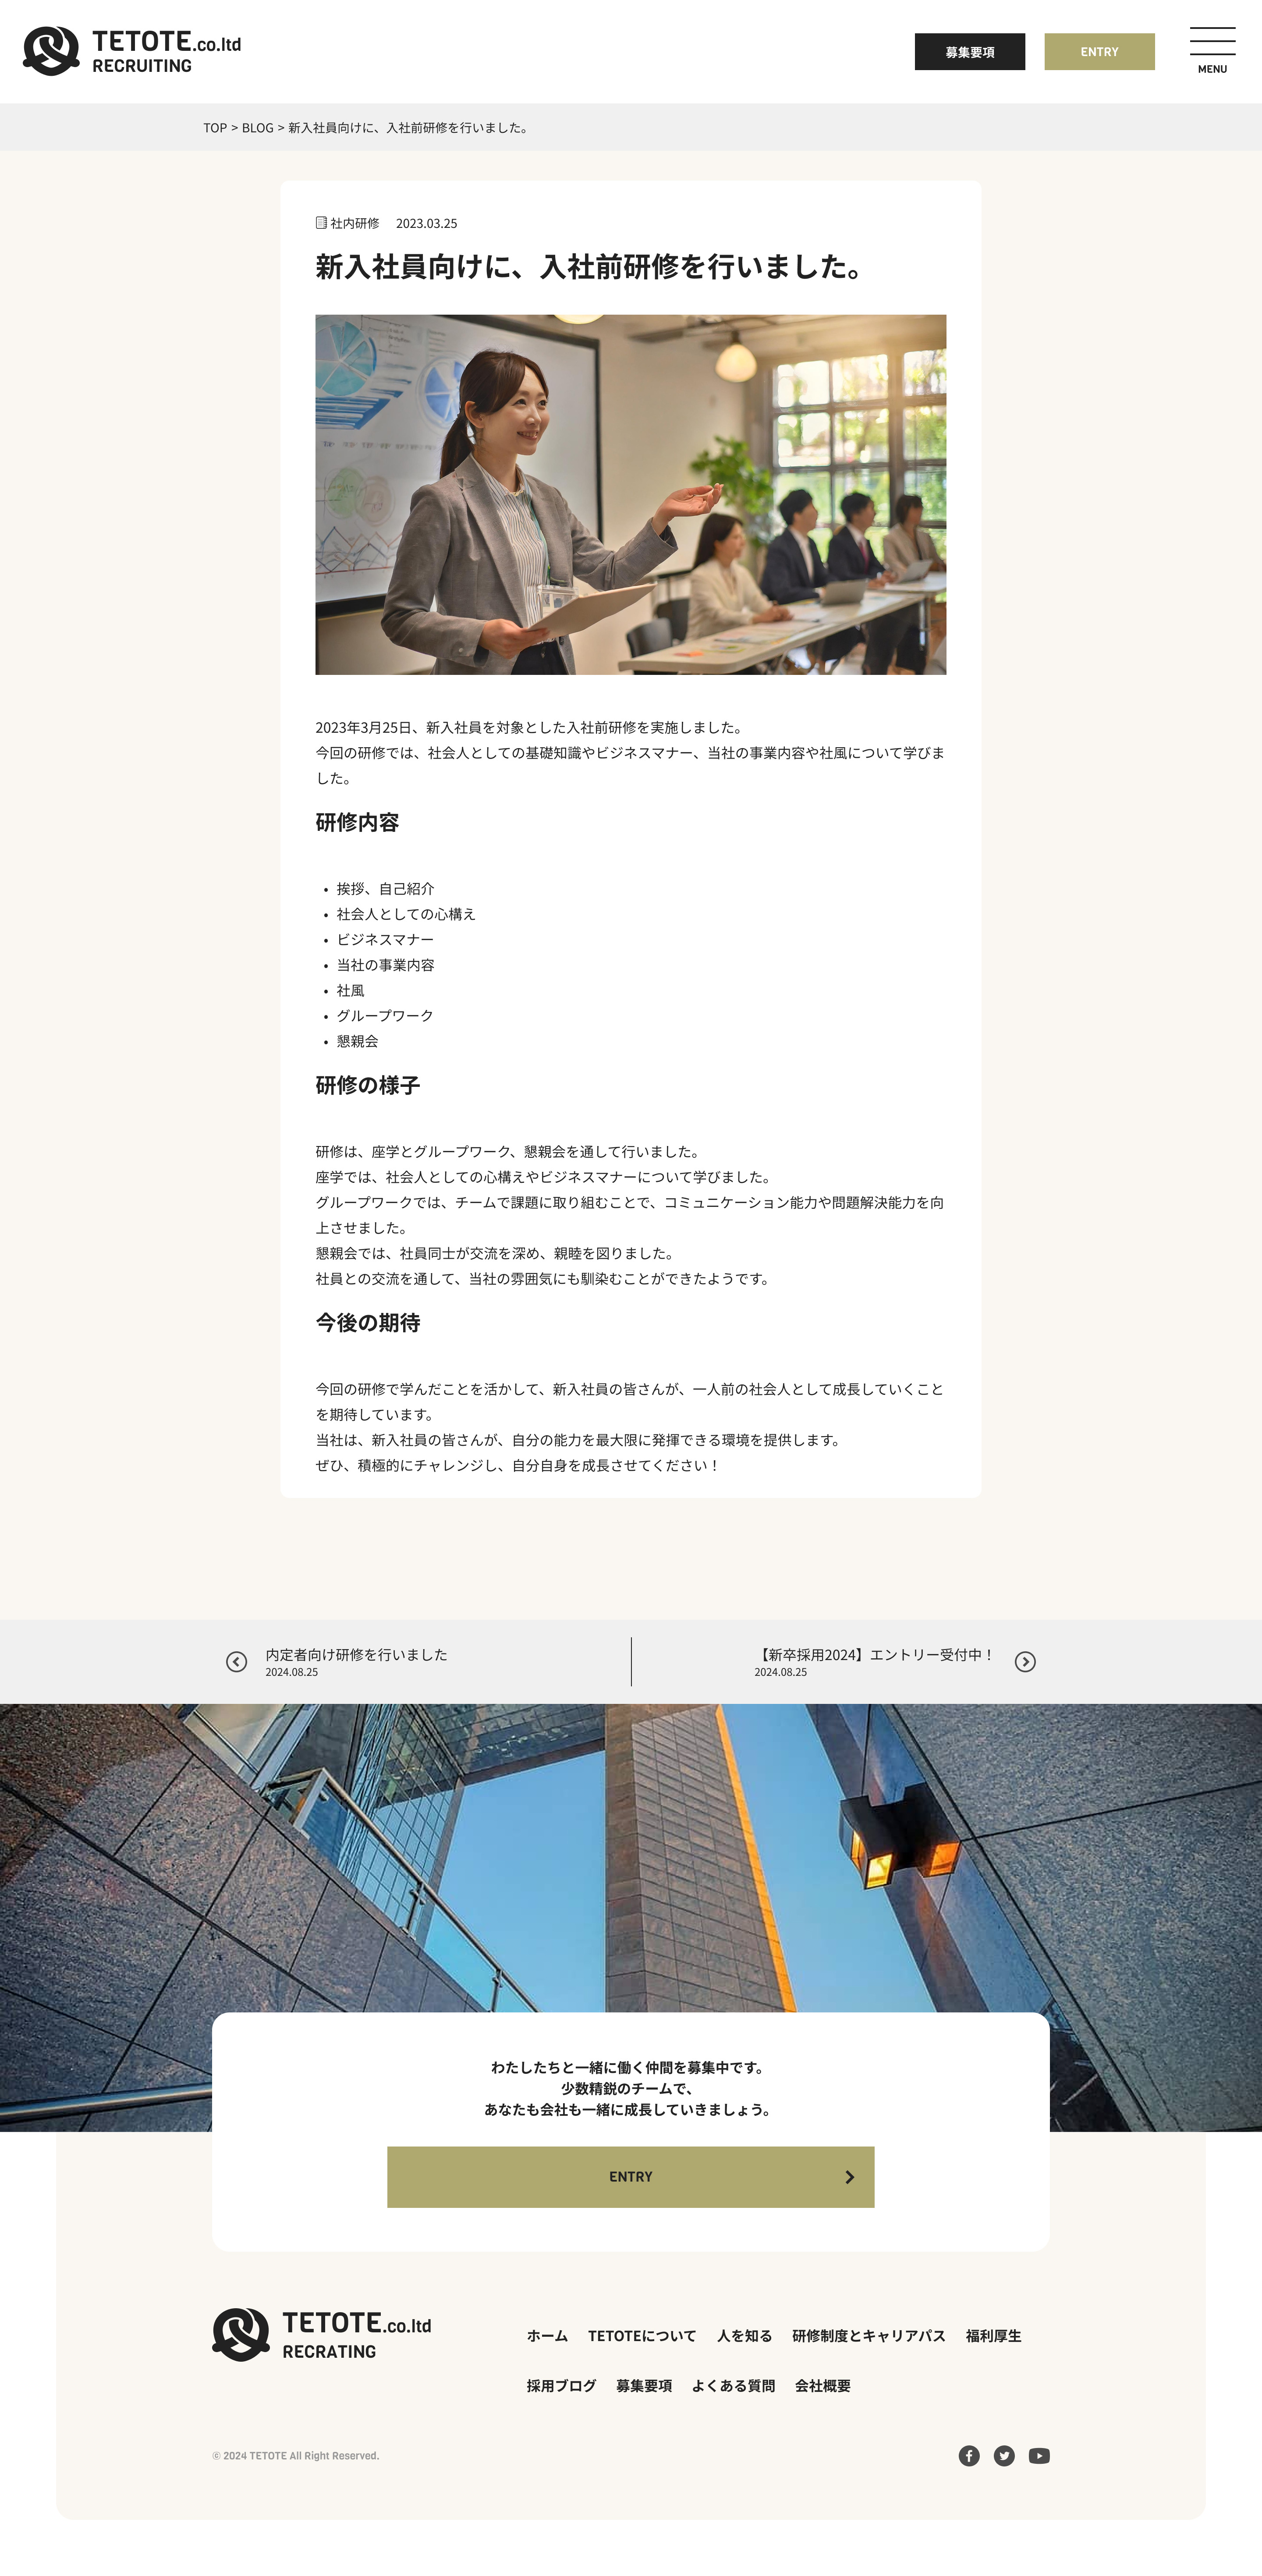 TETOTE.co.ltd
RECRUITING
募集要項
ENTRY
MENU
TOP > BLOG > 新入社員向けに、入社前研修を行いました。
社内研修 2023.03.25
新入社員向けに、入社前研修を行いました。
2023年3月25日、新入社員を対象とした入社前研修を実施しました。
今回の研修では、社会人としての基礎知識やビジネスマナー、当社の事業内容や社風について学びま
した。
研修内容
• 挨拶、自己紹介
• 社会人としての心構え
• ビジネスマナー
• 当社の事業内容
• 社風
• グループワーク
• 懇親会
研修の様子
研修は、座学とグループワーク、懇親会を通して行いました。
座学では、社会人としての心構えやビジネスマナーについて学びました。
グループワークでは、チームで課題に取り組むことで、コミュニケーション能力や問題解決能力を向
上させました。
懇親会では、社員同士が交流を深め、親睦を図りました。
社員との交流を通して、当社の雰囲気にも馴染むことができたようです。
今後の期待
今回の研修で学んだことを活かして、新入社員の皆さんが、一人前の社会人として成長していくこと
を期待しています。
当社は、新入社員の皆さんが、自分の能力を最大限に発揮できる環境を提供します。
ぜひ、積極的にチャレンジし、自分自身を成長させてください！
内定者向け研修を行いました
2024.08.25
【新卒採用2024】エントリー受付中！
2024.08.25
わたしたちと一緒に働く仲間を募集中です。
少数精鋭のチームで、
あなたも会社も一緒に成長していきましょう。
ENTRY
TETOTE.co.ltd
RECRATING
ホーム TETOTEについて 人を知る 研修制度とキャリアパス 福利厚生
採用ブログ 募集要項 よくある質問 会社概要
© 2024 TETOTE All Right Reserved.